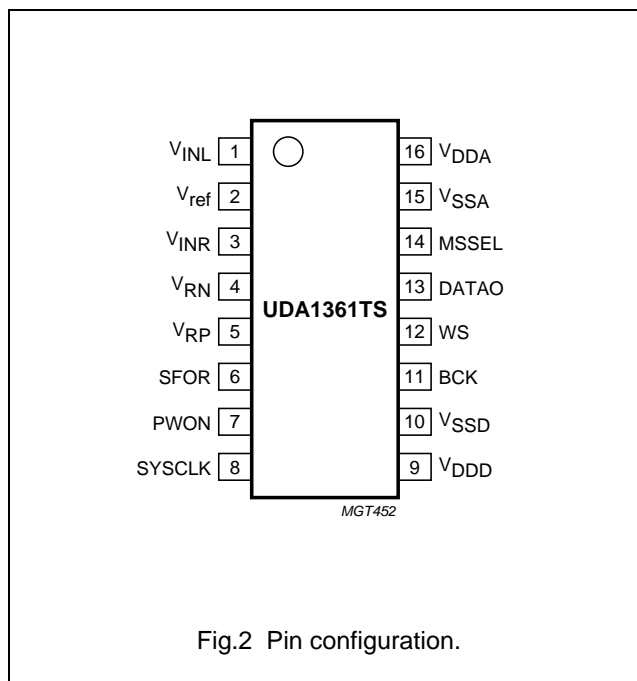 VINL 1 16 VDDA
Vref 2 15 VSSA
VINR 3 14 MSSEL
VRN 4 13 DATAO
UDA1361TS
VRP 5 12 WS
SFOR 6 11 BCK
PWON 7 10 VSSD
SYSCLK 8 9 VDDD
MGT452
Fig.2 Pin configuration.